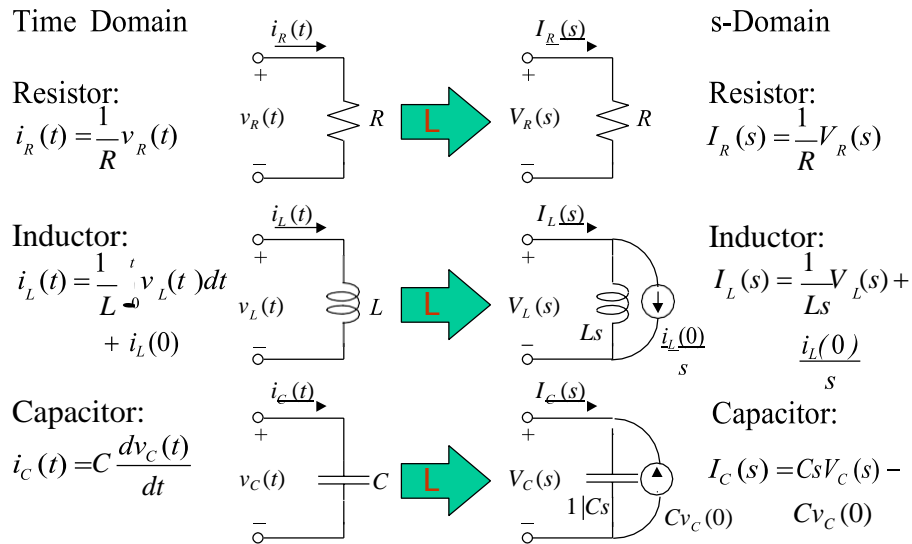 Time Domain
i_R(t)
I_R(s)
s-Domain
Resistor:
i_R(t) = 1/R v_R(t)
+
v_R(t)
−
R
L
+
V_R(s)
−
R
I_R(s) = 1/R V_R(s)
Inductor:
i_L(t) = 1/L ∫_0^t v_L(t)dt
+ i_L(0)
i_L(t)
+
v_L(t)
−
L
L
I_L(s)
+
V_L(s)
−
Ls
i_L(0)/s
Inductor:
I_L(s) = 1/Ls V_L(s) +
i_L(0)/s
Capacitor:
i_C(t) = C dv_C(t)/dt
i_C(t)
+
v_C(t)
−
C
L
I_C(s)
+
V_C(s)
−
1|Cs
Cv_C(0)
Capacitor:
I_C(s) = CsV_C(s) −
Cv_C(0)